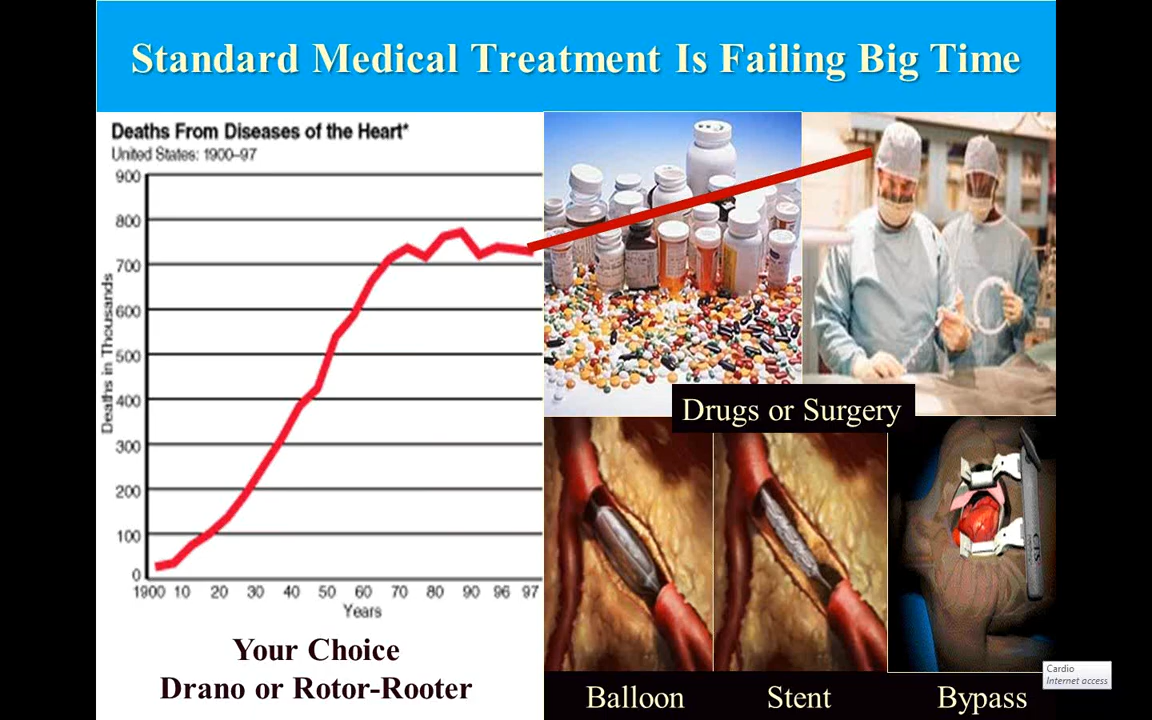 Standard Medical Treatment Is Failing Big Time
Deaths From Diseases of the Heart*
United States: 1900–97
Deaths in Thousands
900
800
700
600
500
400
300
200
100
0
1900 10 20 30 40 50 60 70 80 90 96 97
Years
Your Choice
Drano or Rotor-Rooter
Drugs or Surgery
Balloon
Stent
Bypass
Cardio
Internet access